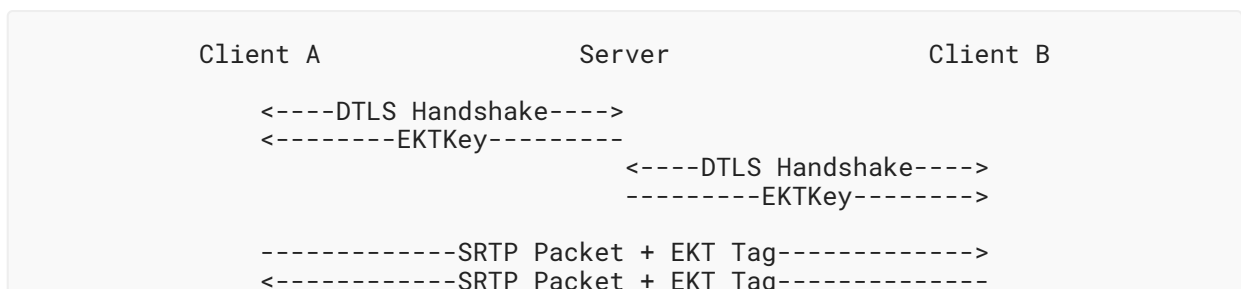 Client A                 Server                 Client B
<----DTLS Handshake---->
<--------EKTKey---------
<----DTLS Handshake---->
---------EKTKey-------->
-------------SRTP Packet + EKT Tag------------->
<------------SRTP Packet + EKT Tag--------------